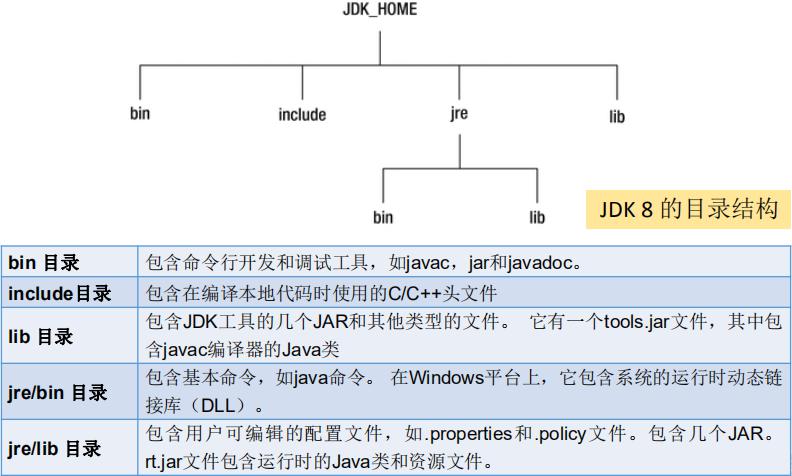 JDK_HOME
bin include jre lib
bin lib
JDK 8 的目录结构
bin 目录 包含命令行开发和调试工具，如javac，jar和javadoc。
include目录 包含在编译本地代码时使用的C/C++头文件
lib 目录 包含JDK工具的几个JAR和其他类型的文件。 它有一个tools.jar文件，其中包
含javac编译器的Java类
jre/bin 目录 包含基本命令，如java命令。 在Windows平台上，它包含系统的运行时动态链
接库（DLL）。
jre/lib 目录 包含用户可编辑的配置文件，如.properties和.policy文件。包含几个JAR。
rt.jar文件包含运行时的Java类和资源文件。